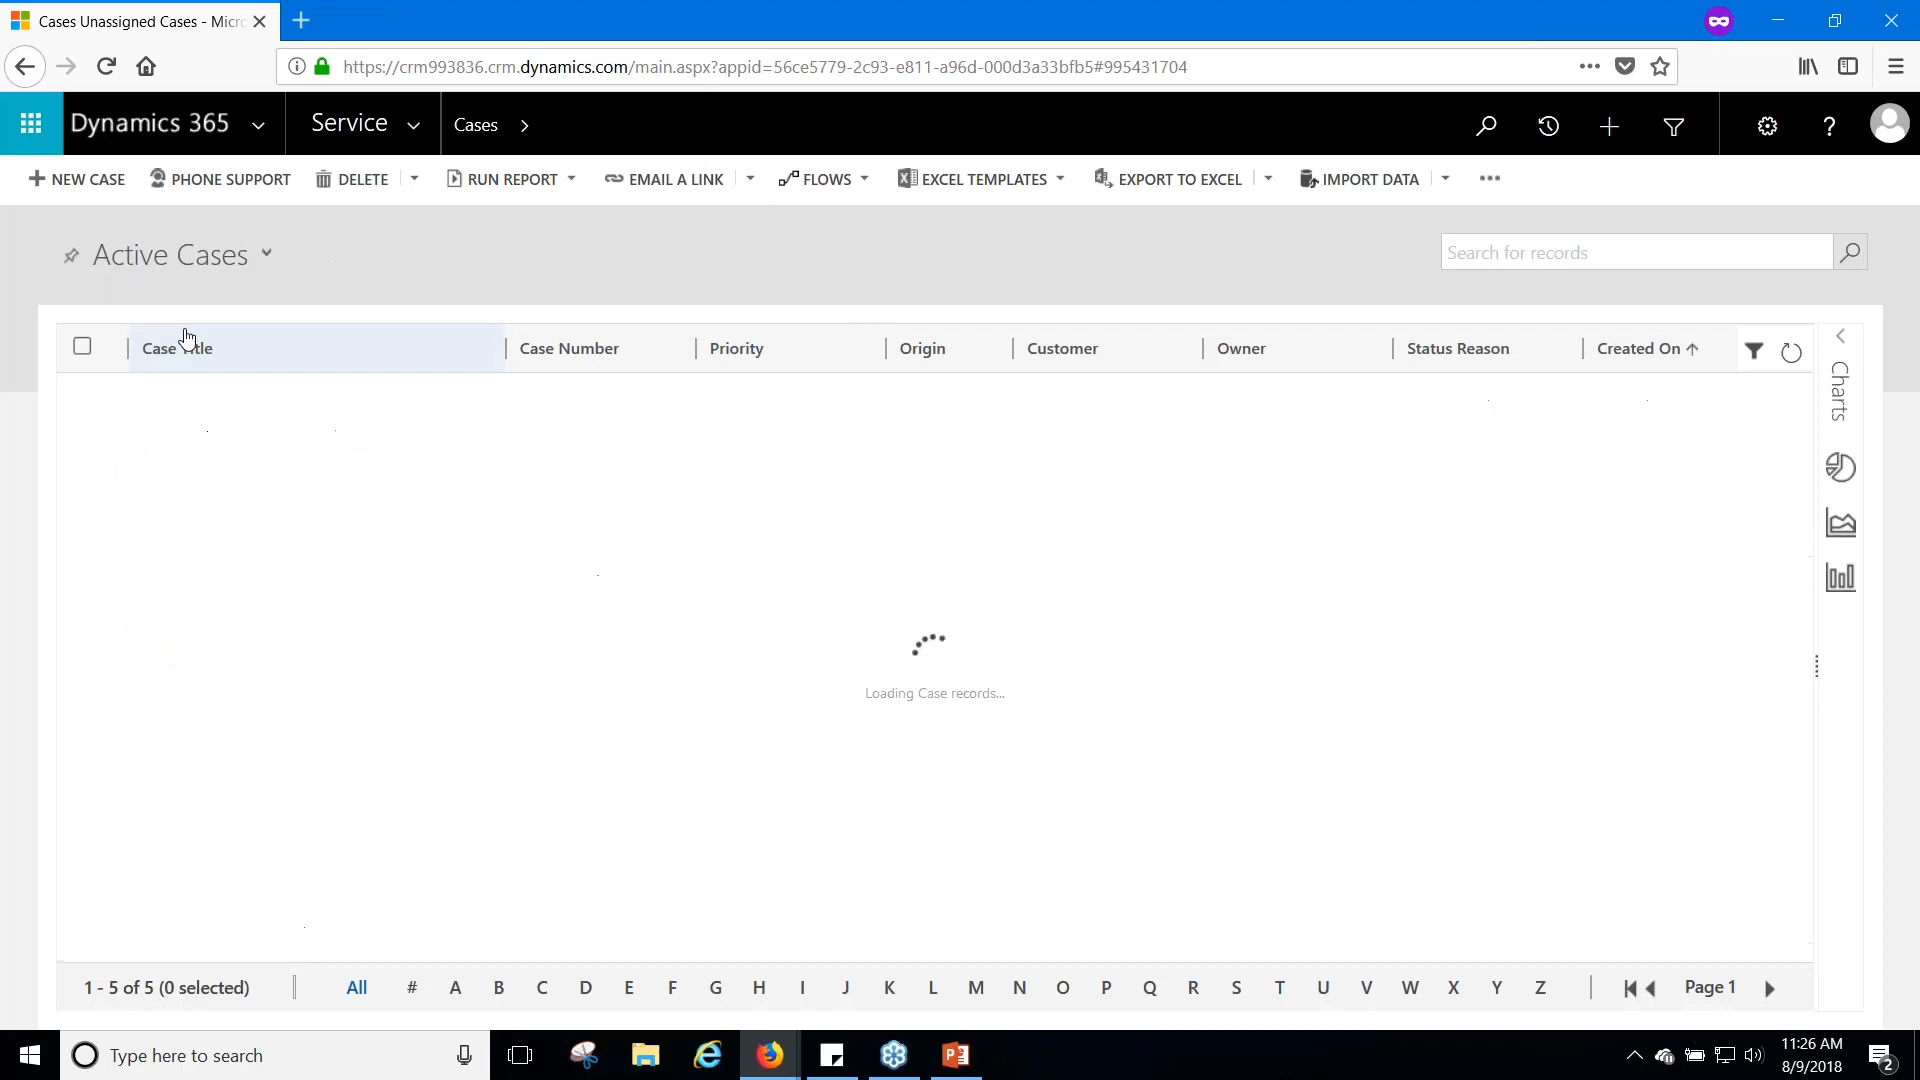 Cases Unassigned Cases - Micr
https://crm993836.crm.dynamics.com/main.aspx?appid=56ce5779-2c93-e811-a96d-000d3a33bfb5#995431704
Dynamics 365 Service Cases
NEW CASE PHONE SUPPORT DELETE RUN REPORT EMAIL A LINK FLOWS EXCEL TEMPLATES EXPORT TO EXCEL IMPORT DATA
Active Cases
Search for records
Case Title Case Number Priority Origin Customer Owner Status Reason Created On
Charts
Loading Case records...
1 - 5 of 5 (0 selected) All # A B C D E F G H I J K L M N O P Q R S T U V W X Y Z Page 1
Type here to search
11:26 AM
8/9/2018
2